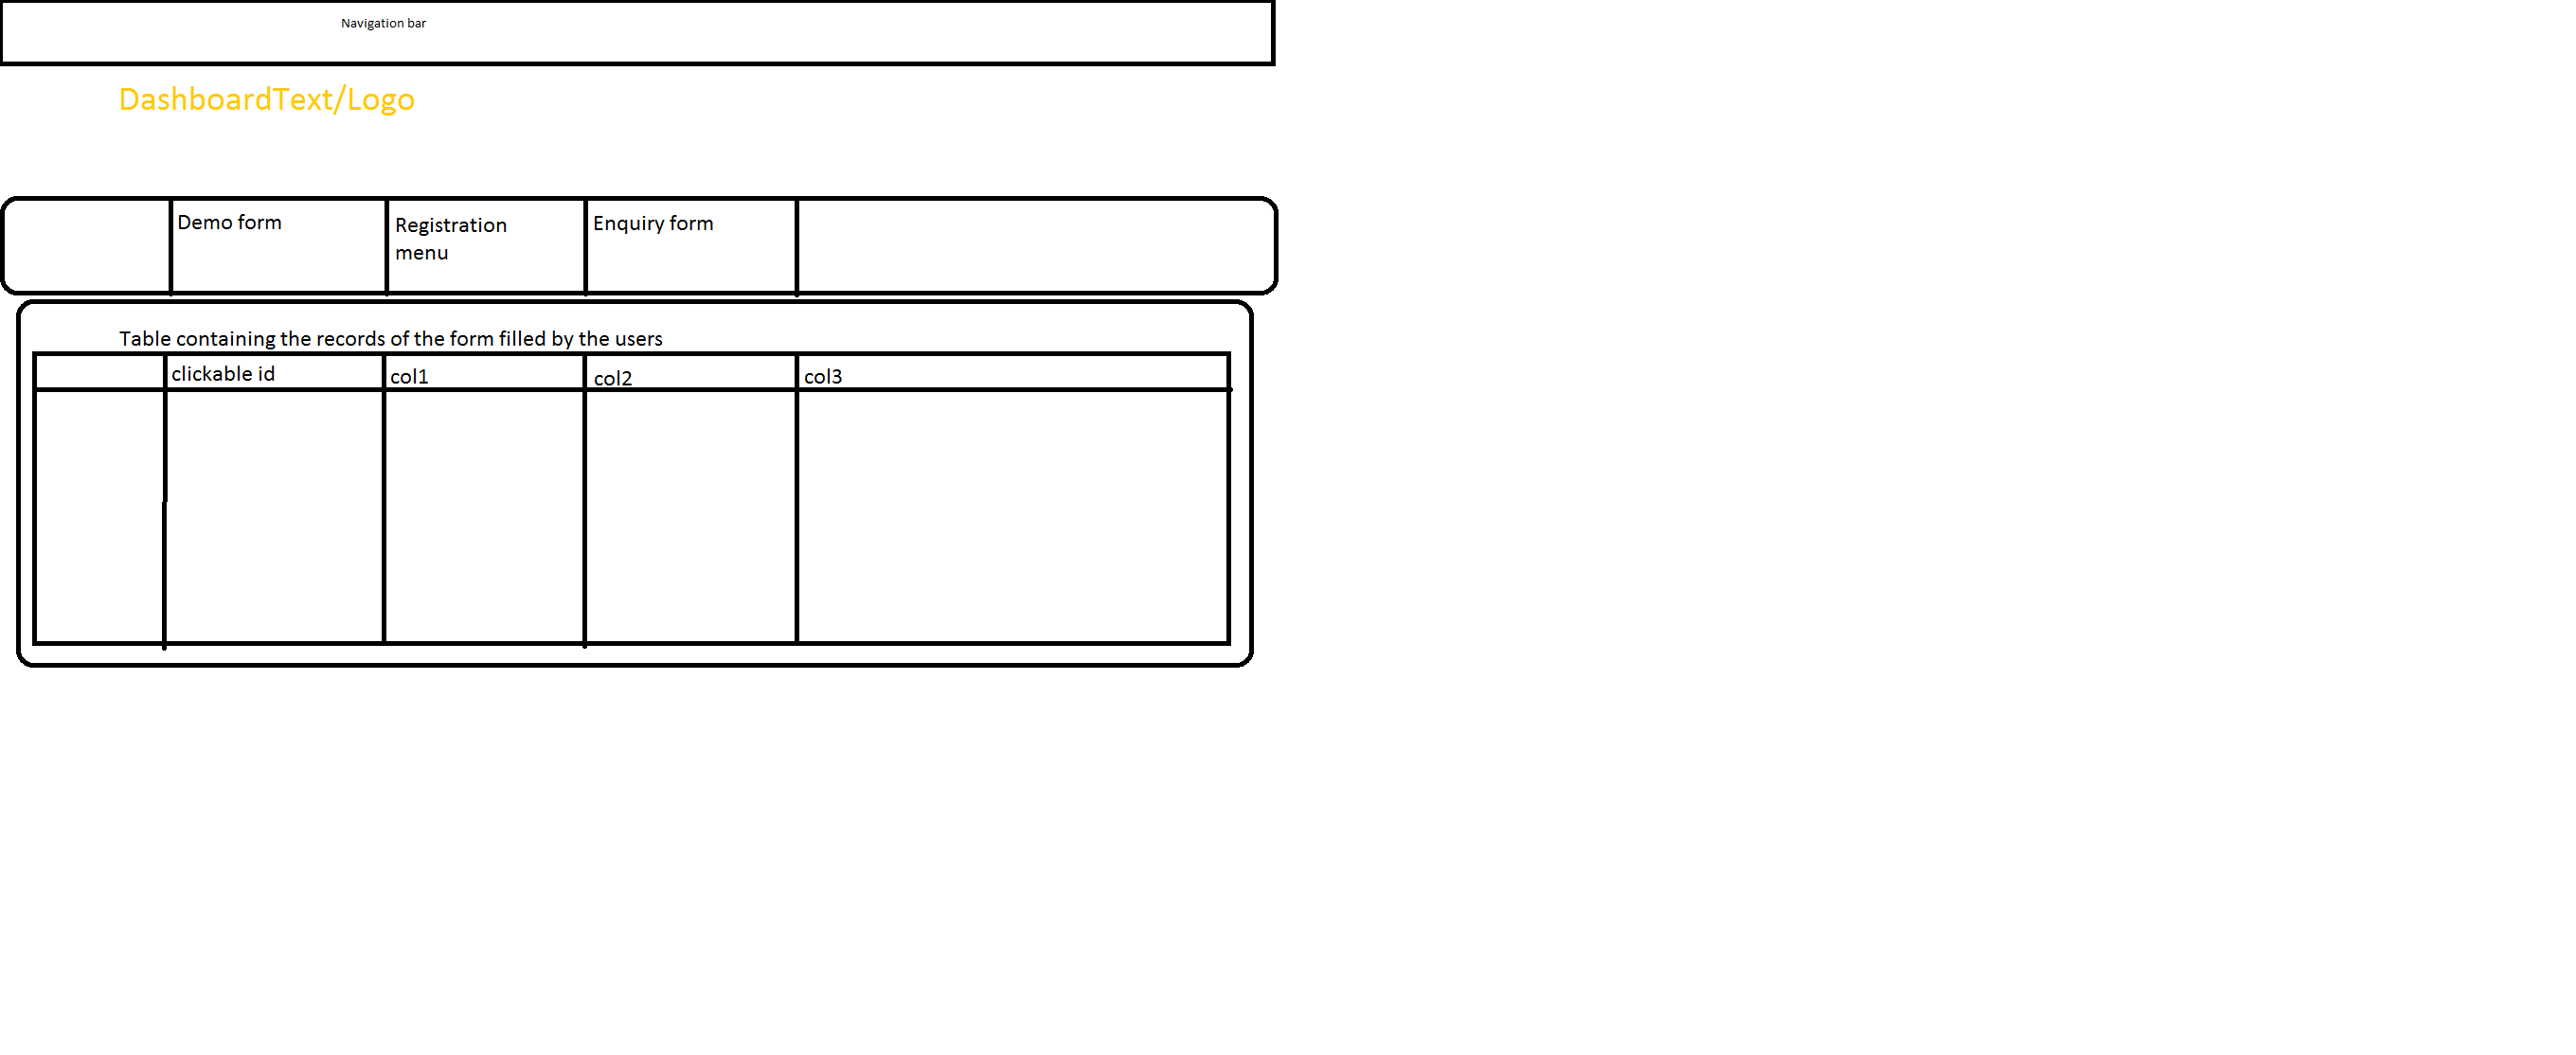 Navigation bar
DashboardText/Logo
Demo form
Registration
menu
Enquiry form
Table containing the records of the form filled by the users
clickable id
col1
col2
col3